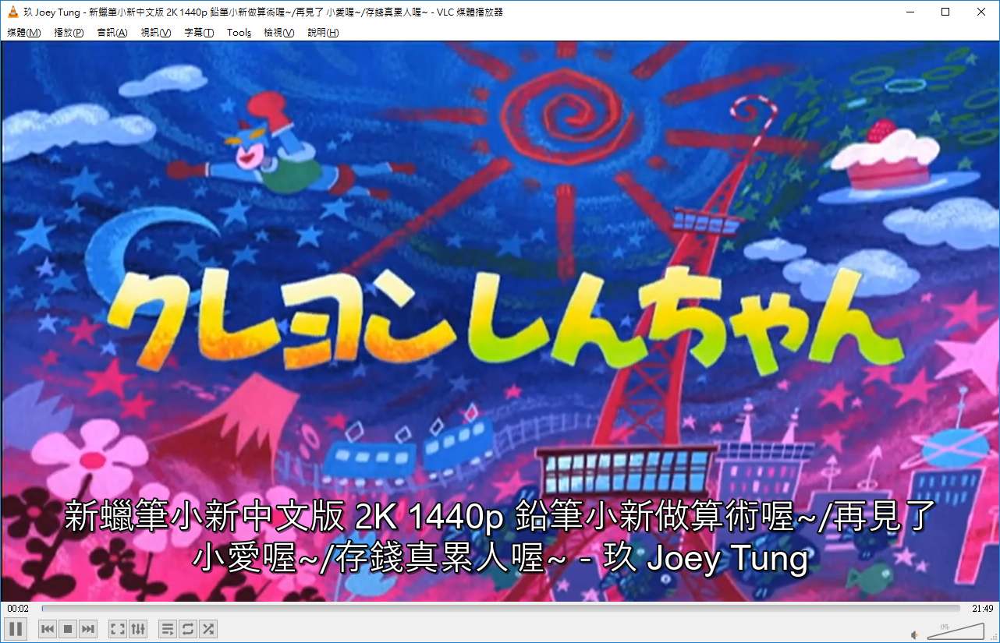 玖 Joey Tung - 新蠟筆小新中文版 2K 1440p 鉛筆小新做算術喔~/再見了 小愛喔~/存錢真累人喔~ - VLC 媒體播放器
媒體(M) 播放(P) 音訊(A) 視訊(V) 字幕(T) Tools 檢視(V) 說明(H)
クレヨンしんちゃん
新蠟筆小新中文版 2K 1440p 鉛筆小新做算術喔~/再見了
小愛喔~/存錢真累人喔~ - 玖 Joey Tung
00:02 21:49
0%